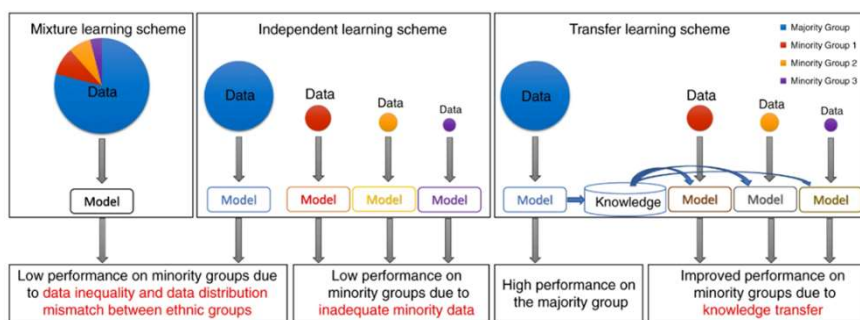 Mixture learning scheme
Data
Model
Independent learning scheme
Data
Data
Data
Data
Model
Model
Model
Model
Transfer learning scheme
Majority Group
Minority Group 1
Minority Group 2
Minority Group 3
Data
Data
Data
Data
Model
Knowledge
Model
Model
Model
Low performance on minority groups due
to data inequality and data distribution
mismatch between ethnic groups
Low performance on
minority groups due to
inadequate minority data
High performance on
the majority group
Improved performance on
minority groups due to
knowledge transfer